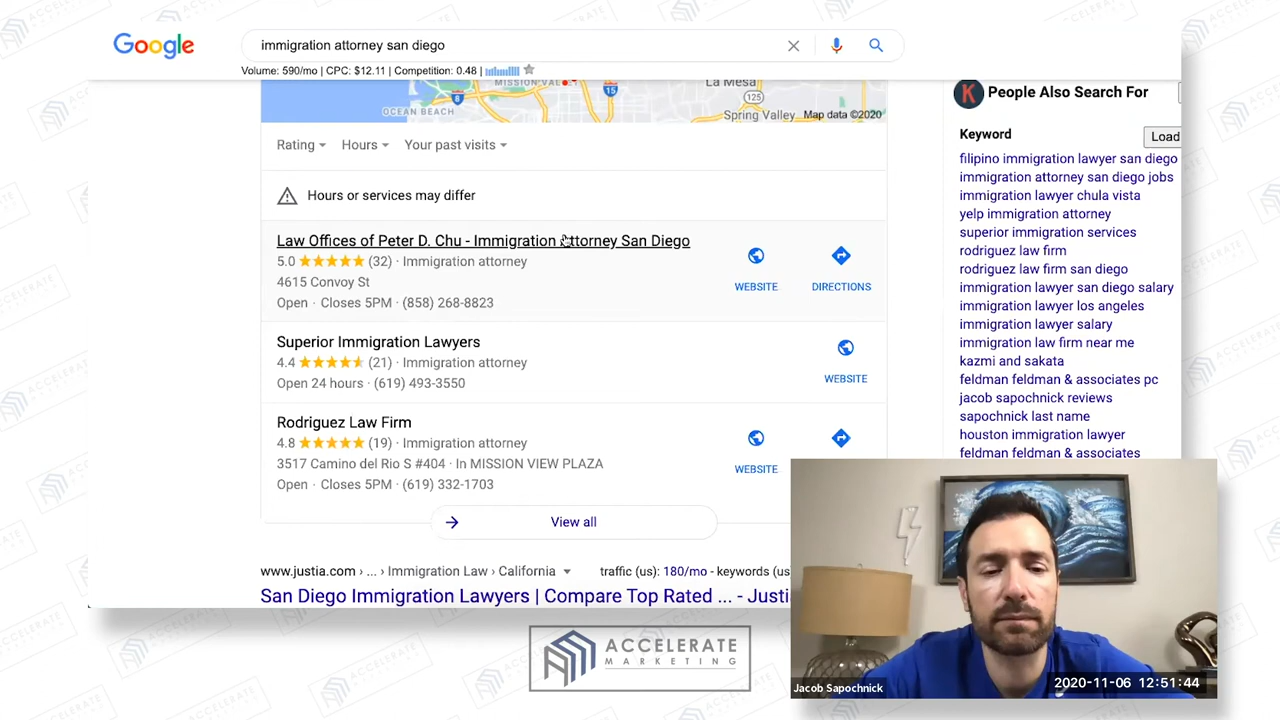 Google
immigration attorney san diego
Volume: 590/mo | CPC: $12.11 | Competition: 0.48 |
MISSION VALLEY
La Mesa
8
15
125
OCEAN BEACH
Spring Valley
Map data ©2020
Rating
Hours
Your past visits
Hours or services may differ
Law Offices of Peter D. Chu - Immigration Attorney San Diego
5.0 (32) · Immigration attorney
4615 Convoy St
Open · Closes 5PM · (858) 268-8823
WEBSITE
DIRECTIONS
Superior Immigration Lawyers
4.4 (21) · Immigration attorney
Open 24 hours · (619) 493-3550
WEBSITE
Rodriguez Law Firm
4.8 (19) · Immigration attorney
3517 Camino del Rio S #404 · In MISSION VIEW PLAZA
Open · Closes 5PM · (619) 332-1703
WEBSITE
View all
www.justia.com › ... › Immigration Law › California
traffic (us): 180/mo - keywords (us
San Diego Immigration Lawyers | Compare Top Rated ... - Justi
K People Also Search For
Keyword
Load
filipino immigration lawyer san diego
immigration attorney san diego jobs
immigration lawyer chula vista
yelp immigration attorney
superior immigration services
rodriguez law firm
rodriguez law firm san diego
immigration lawyer san diego salary
immigration lawyer los angeles
immigration lawyer salary
immigration law firm near me
kazmi and sakata
feldman feldman & associates pc
jacob sapochnick reviews
sapochnick last name
houston immigration lawyer
feldman feldman & associates
ACCELERATE
MARKETING
Jacob Sapochnick
2020-11-06 12:51:44